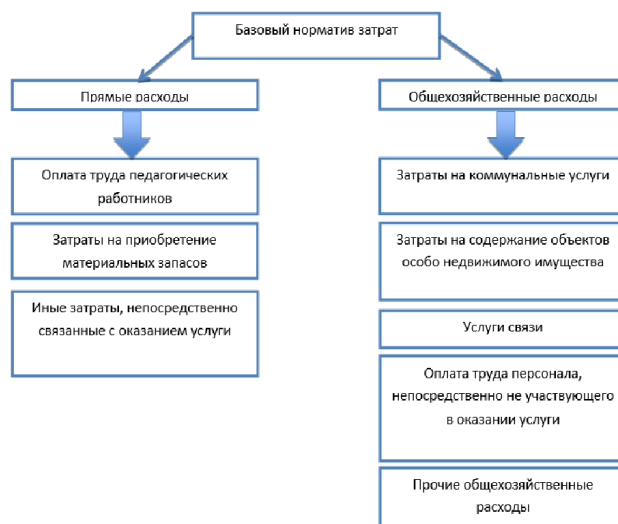 Базовый норматив затрат
Прямые расходы
Оплата труда педагогических
работников
Затраты на приобретение
материальных запасов
Иные затраты, непосредственно
связанные с оказанием услуги
Общехозяйственные расходы
Затраты на коммунальные услуги
Затраты на содержание объектов
особо недвижимого имущества
Услуги связи
Оплата труда персонала,
непосредственно не участвующего
в оказании услуги
Прочие общехозяйственные
расходы